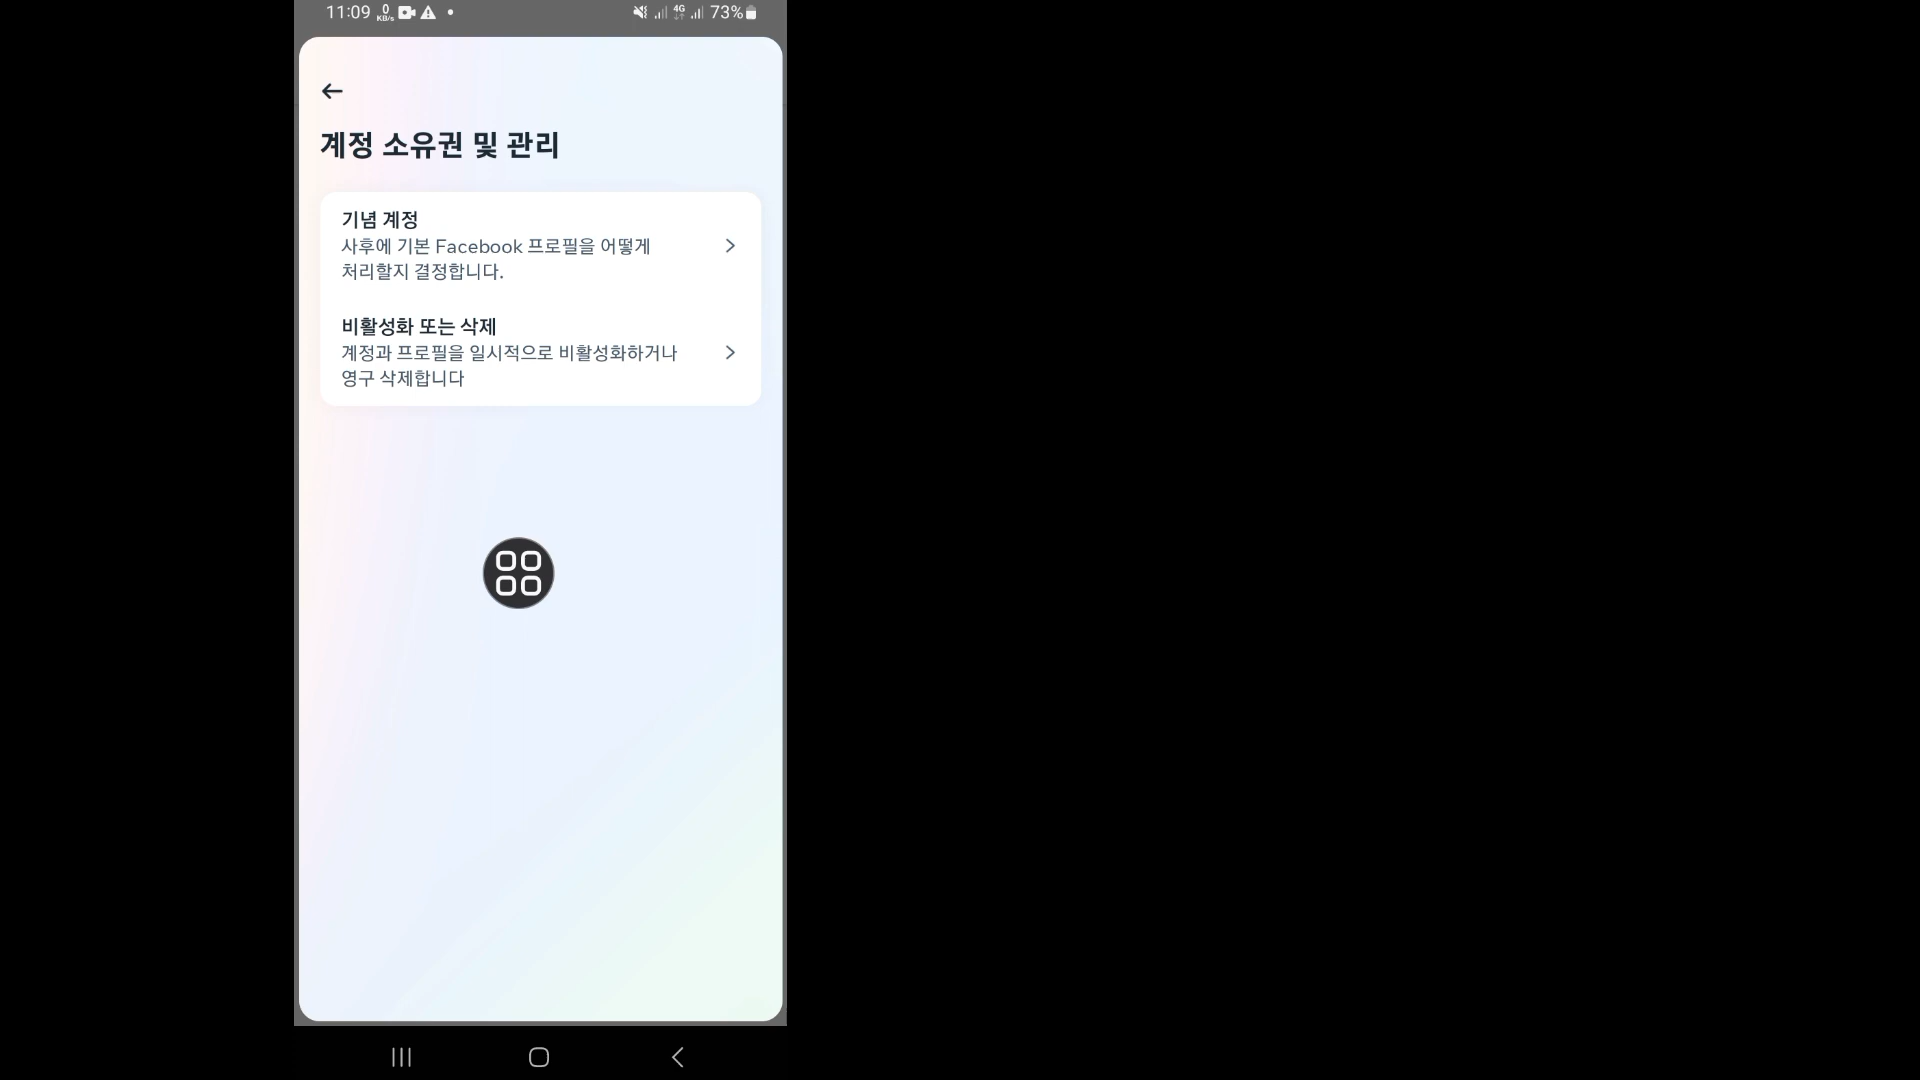 11:09 0 KB/s 4G 73%
계정 소유권 및 관리
기념 계정
사후에 기본 Facebook 프로필을 어떻게
처리할지 결정합니다.
비활성화 또는 삭제
계정과 프로필을 일시적으로 비활성화하거나
영구 삭제합니다